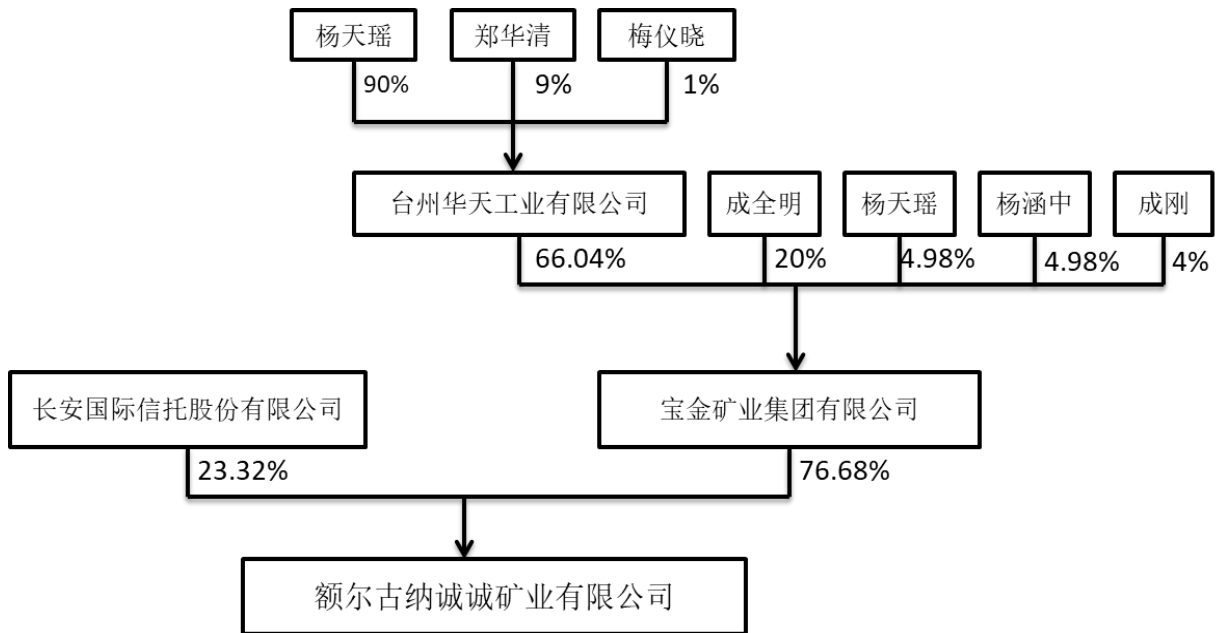 杨天瑶
郑华清
梅仪晓
90%
9%
1%
台州华天工业有限公司
成全明
杨天瑶
杨涵中
成刚
66.04%
20%
4.98%
4.98%
4%
长安国际信托股份有限公司
宝金矿业集团有限公司
23.32%
76.68%
额尔古纳诚诚矿业有限公司